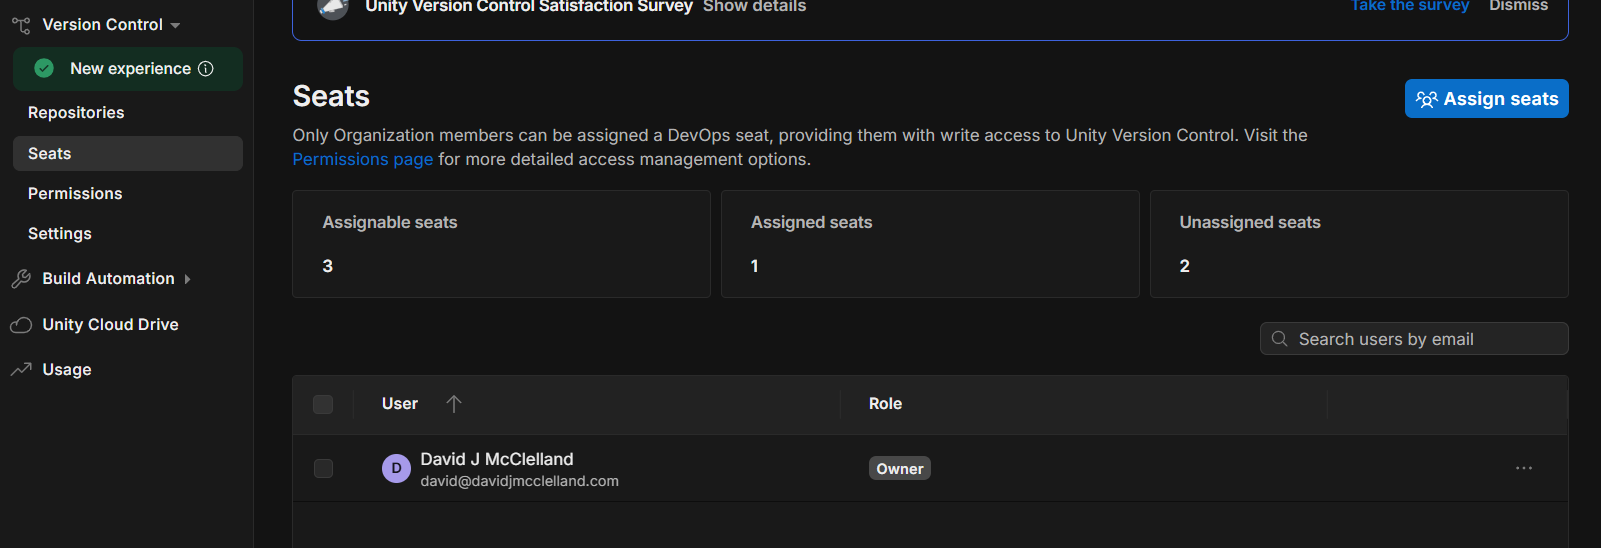 Version Control
New experience
Repositories
Seats
Permissions
Settings
Build Automation
Unity Cloud Drive
Usage
Unity Version Control Satisfaction Survey Show details
Take the survey Dismiss
Seats
Assign seats
Only Organization members can be assigned a DevOps seat, providing them with write access to Unity Version Control. Visit the
Permissions page for more detailed access management options.
Assignable seats
3
Assigned seats
1
Unassigned seats
2
Search users by email
User Role
D
David J McClelland
david@davidjmcclelland.com
Owner